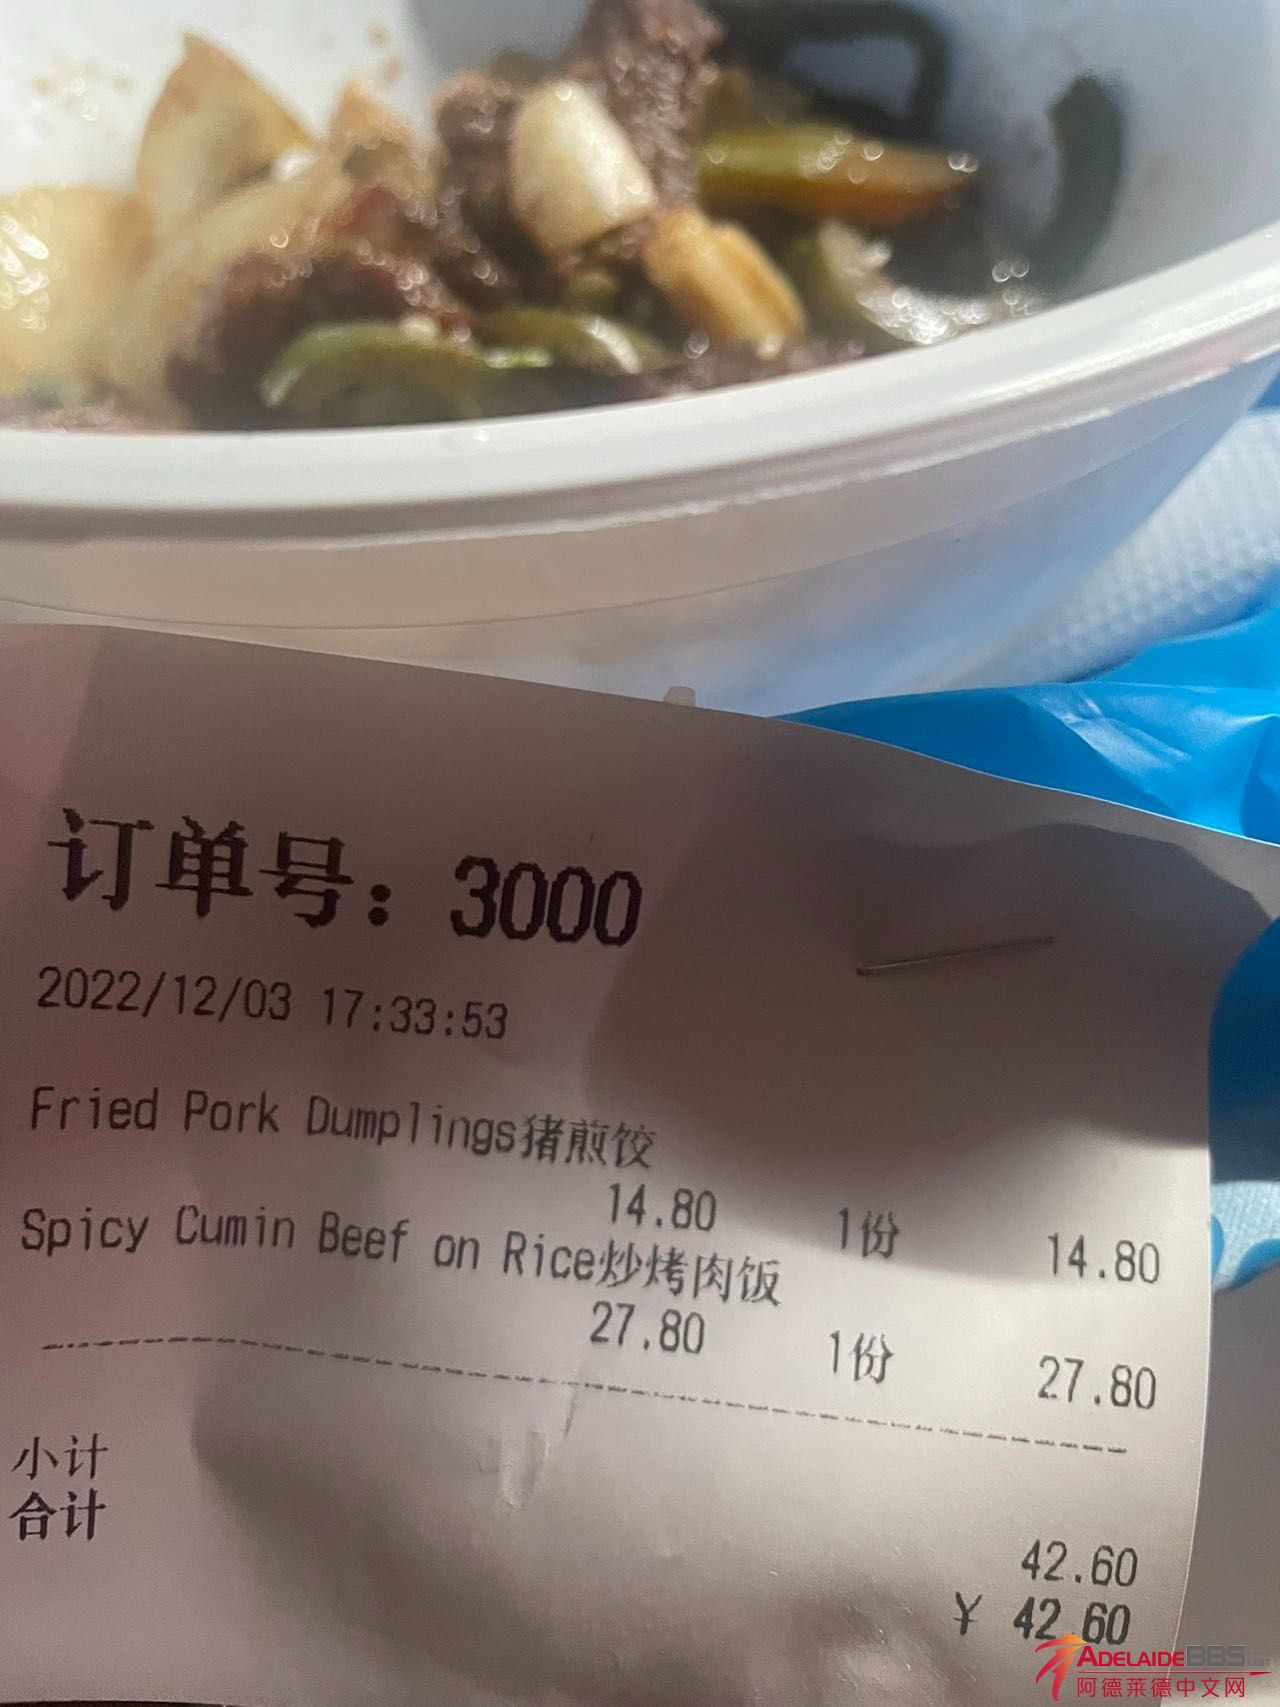 订单号：3000
2022/12/03 17:33:53
Fried Pork Dumplings猪煎饺
14.80 1份 14.80
Spicy Cumin Beef on Rice炒烤肉饭
27.80 1份 27.80
小计 42.60
合计 ¥ 42.60
ADELAIDEBBS.com
阿德莱德中文网